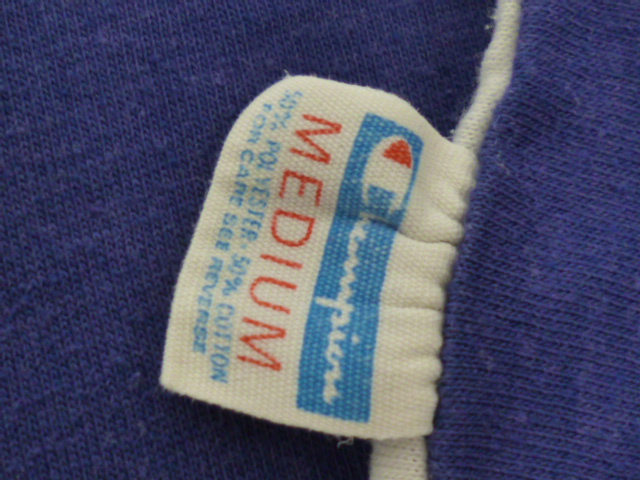 Champion
MEDIUM
50% POLYESTER. 50% COTTON
FOR CARE SEE REVERSE